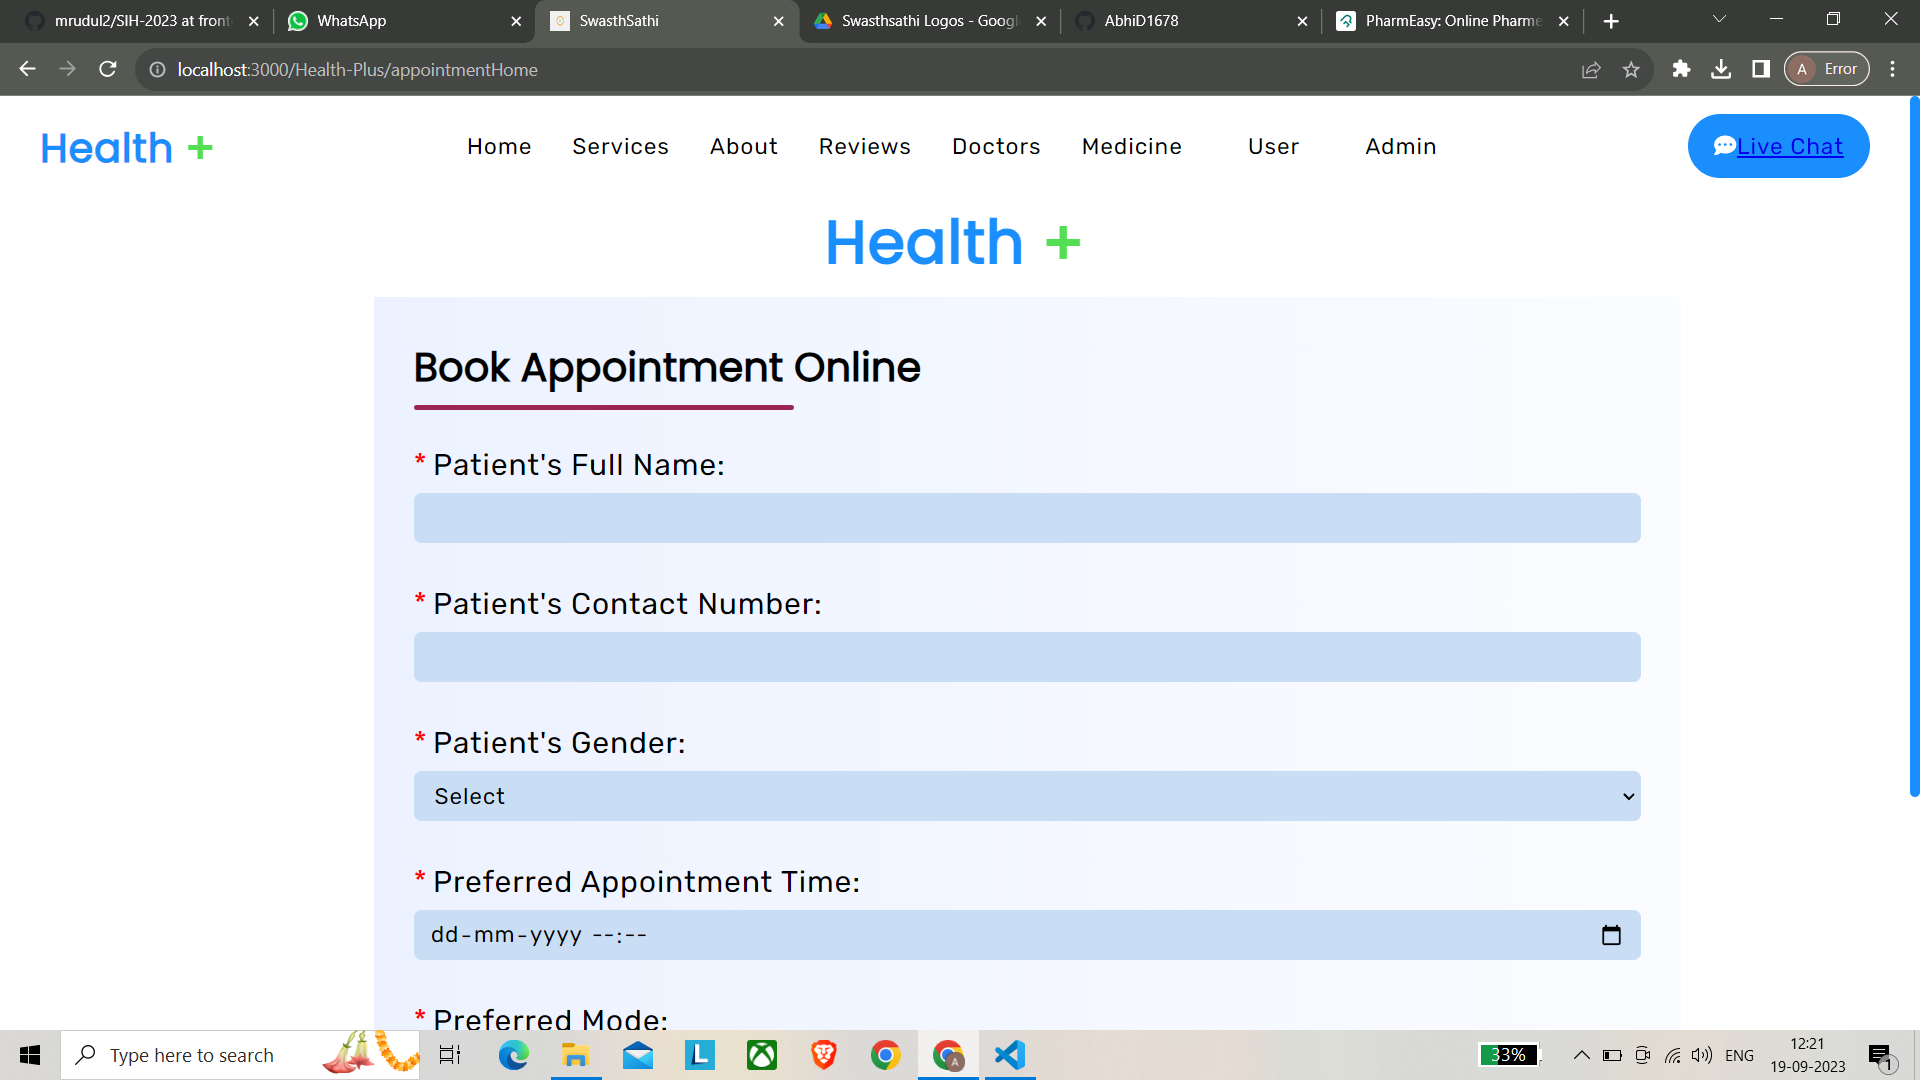 mrudul2/SIH-2023 at front
WhatsApp
SwasthSathi
Swasthsathi Logos - Googl
AbhiD1678
PharmEasy: Online Pharma
localhost:3000/Health-Plus/appointmentHome
A Error
Health +
Home Services About Reviews Doctors Medicine User Admin
Live Chat
Health +
Book Appointment Online
* Patient's Full Name:
* Patient's Contact Number:
* Patient's Gender:
Select
* Preferred Appointment Time:
dd-mm-yyyy --:--
* Preferred Mode:
Type here to search
L
A
33%
ENG
12:21
19-09-2023
1